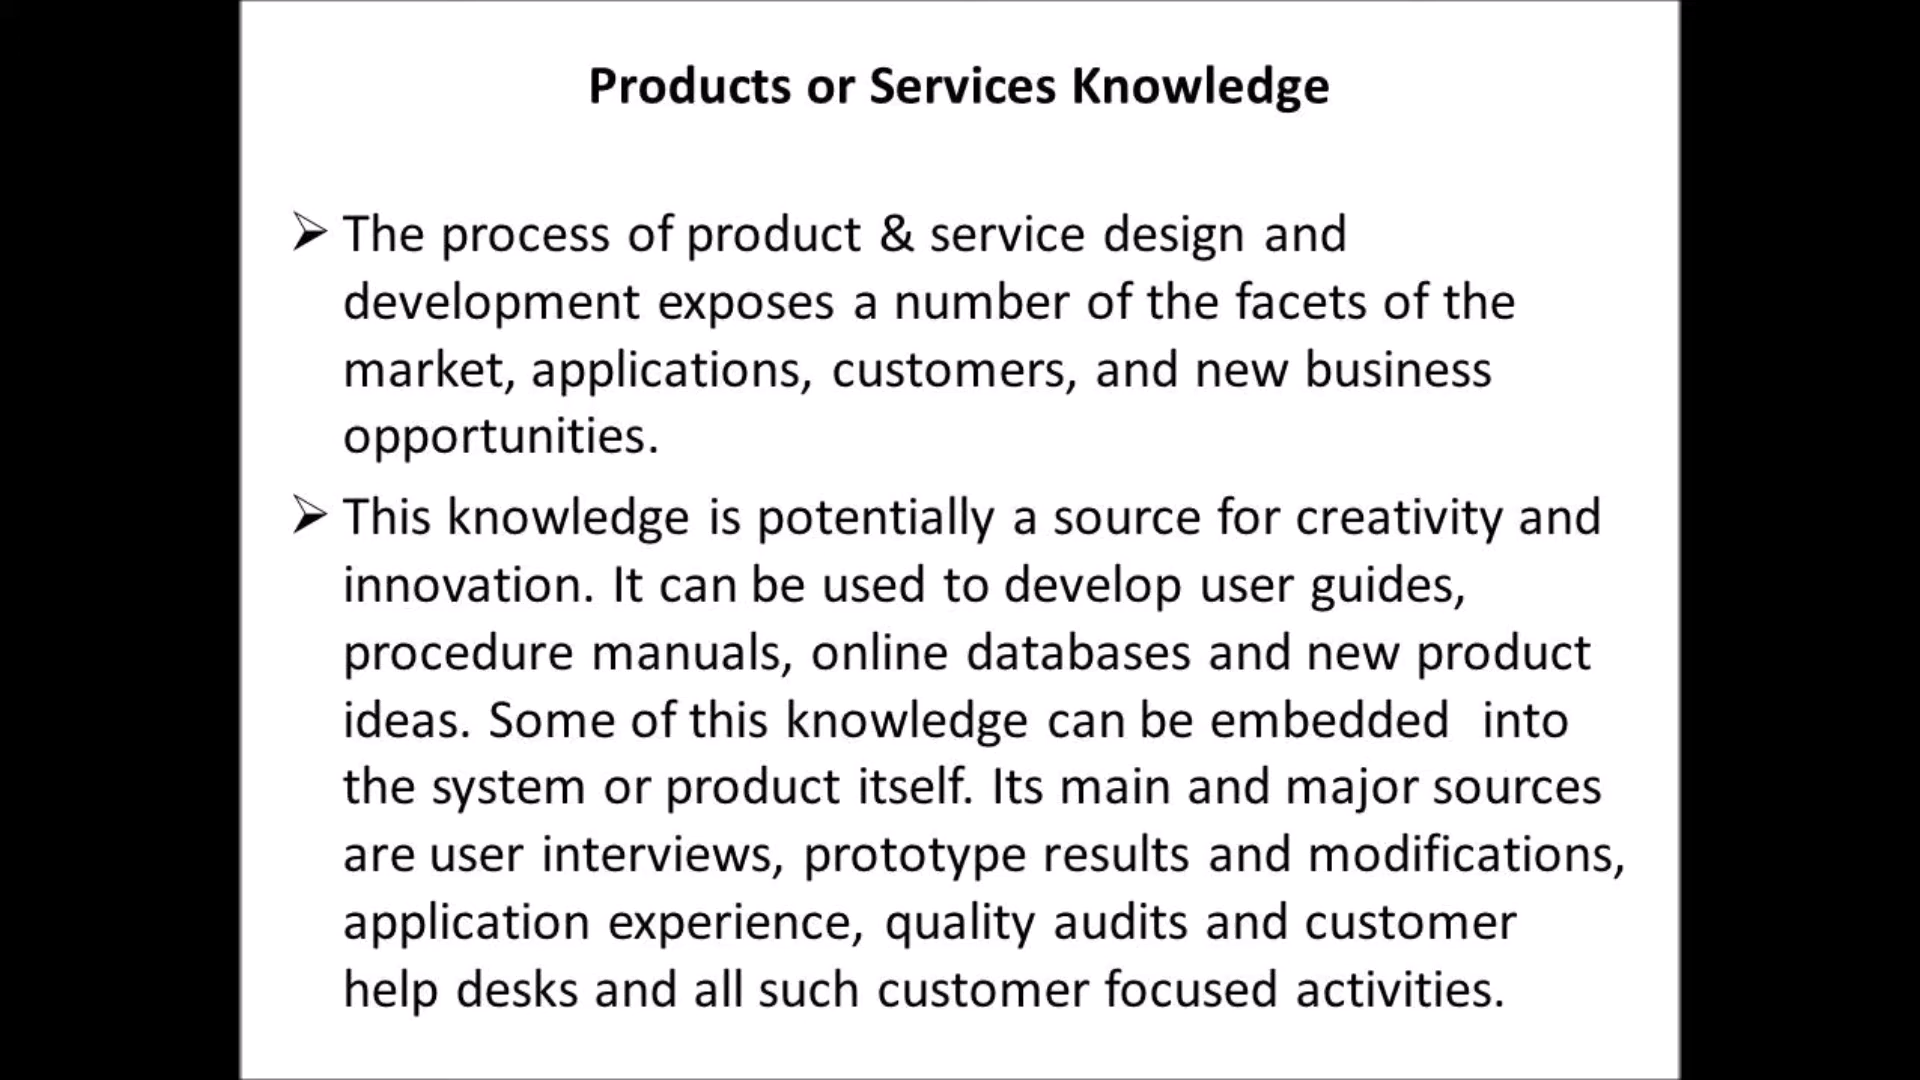 Products or Services Knowledge
➢ The process of product & service design and
development exposes a number of the facets of the
market, applications, customers, and new business
opportunities.
➢ This knowledge is potentially a source for creativity and
innovation. It can be used to develop user guides,
procedure manuals, online databases and new product
ideas. Some of this knowledge can be embedded  into
the system or product itself. Its main and major sources
are user interviews, prototype results and modifications,
application experience, quality audits and customer
help desks and all such customer focused activities.